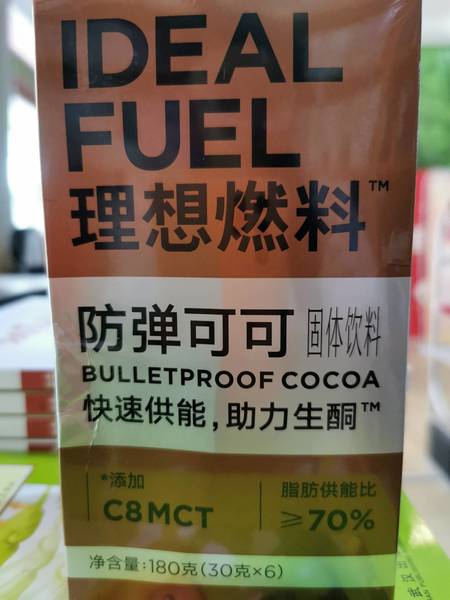 IDEAL
FUEL
理想燃料™
防弹可可 固体饮料
BULLETPROOF COCOA
快速供能,助力生酮™
*添加
C8MCT
脂肪供能比
≥70%
净含量:180克(30克×6)